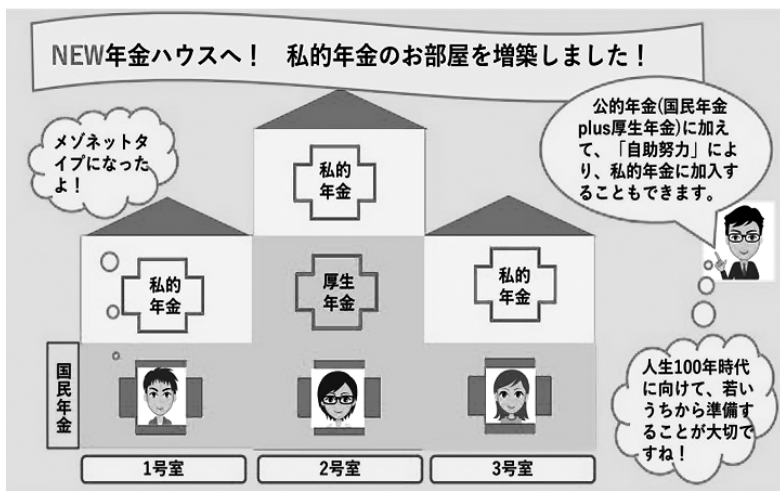 NEW年金ハウスへ！ 私的年金のお部屋を増築しました！
メゾネットタ
イプになった
よ！
公的年金(国民年金
plus厚生年金)に加え
て、「自助努力」によ
り、私的年金に加入す
ることもできます。
私的
年金
私的
年金
厚生
年金
私的
年金
国民年金
人生100年時代
に向けて、若い
うちから準備す
ることが大切で
すね！
1号室
2号室
3号室